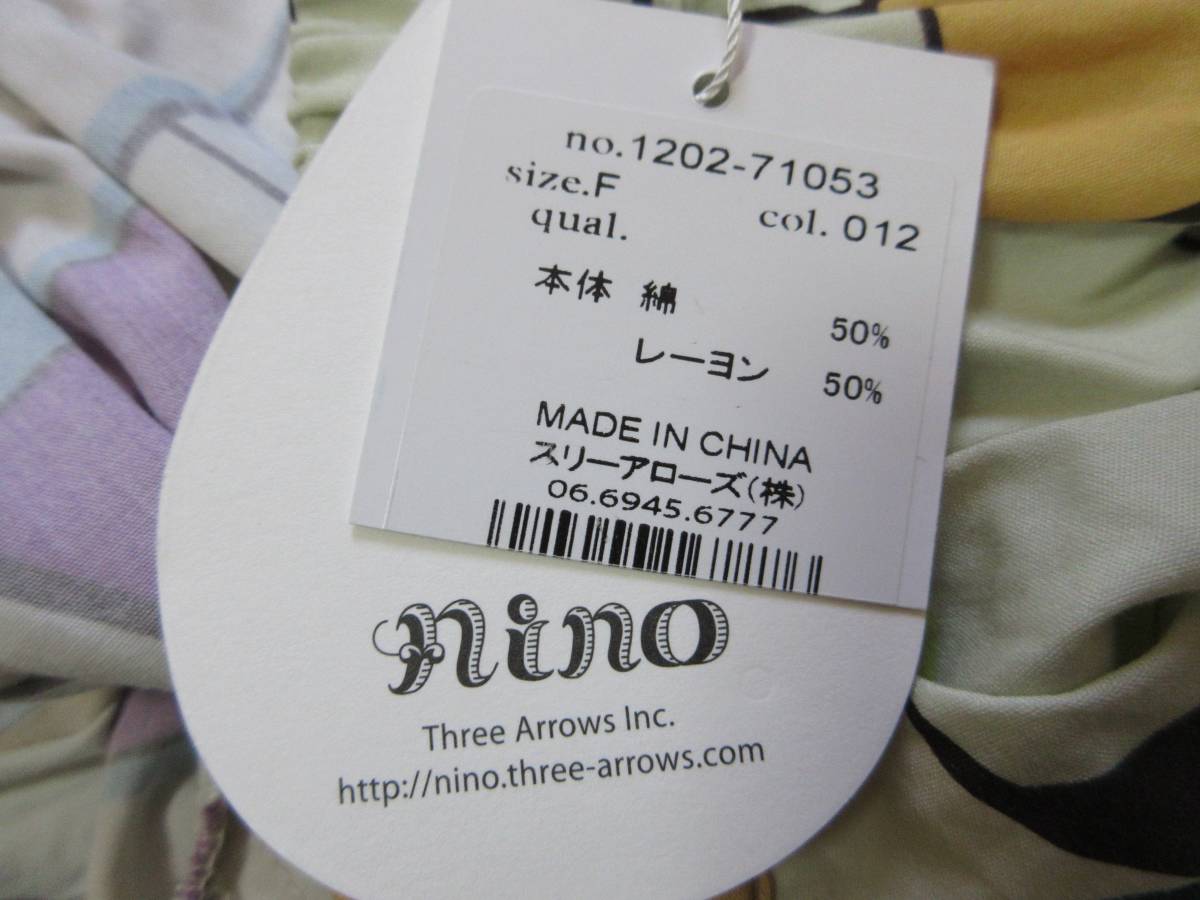 no.1202-71053
size.F
qual. col. 012
本体 綿 50%
レーヨン 50%
MADE IN CHINA
スリーアローズ(株)
06.6945.6777
nino
Three Arrows Inc.
http://nino.three-arrows.com